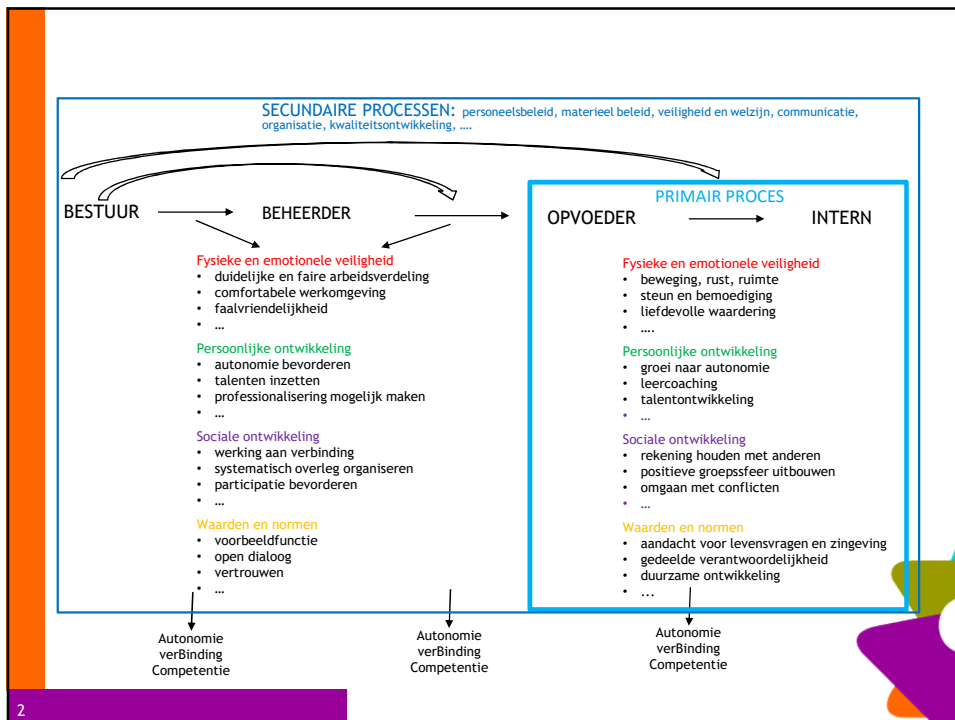 SECUNDAIRE PROCESSEN: personeelsbeleid, materieel beleid, veiligheid en welzijn, communicatie,
organisatie, kwaliteitsontwikkeling, ….
PRIMAIR PROCES
BESTUUR
BEHEERDER
OPVOEDER
INTERN
Fysieke en emotionele veiligheid
• duidelijke en faire arbeidsverdeling
• comfortabele werkomgeving
• faalvriendelijkheid
• …
Persoonlijke ontwikkeling
• autonomie bevorderen
• talenten inzetten
• professionalisering mogelijk maken
• …
Sociale ontwikkeling
• werking aan verbinding
• systematisch overleg organiseren
• participatie bevorderen
• …
Waarden en normen
• voorbeeldfunctie
• open dialoog
• vertrouwen
• …
Fysieke en emotionele veiligheid
• beweging, rust, ruimte
• steun en bemoediging
• liefdevolle waardering
• ….
Persoonlijke ontwikkeling
• groei naar autonomie
• leercoaching
• talentontwikkeling
• …
Sociale ontwikkeling
• rekening houden met anderen
• positieve groepssfeer uitbouwen
• omgaan met conflicten
• …
Waarden en normen
• aandacht voor levensvragen en zingeving
• gedeelde verantwoordelijkheid
• duurzame ontwikkeling
• ...
Autonomie
verBinding
Competentie
Autonomie
verBinding
Competentie
Autonomie
verBinding
Competentie
2